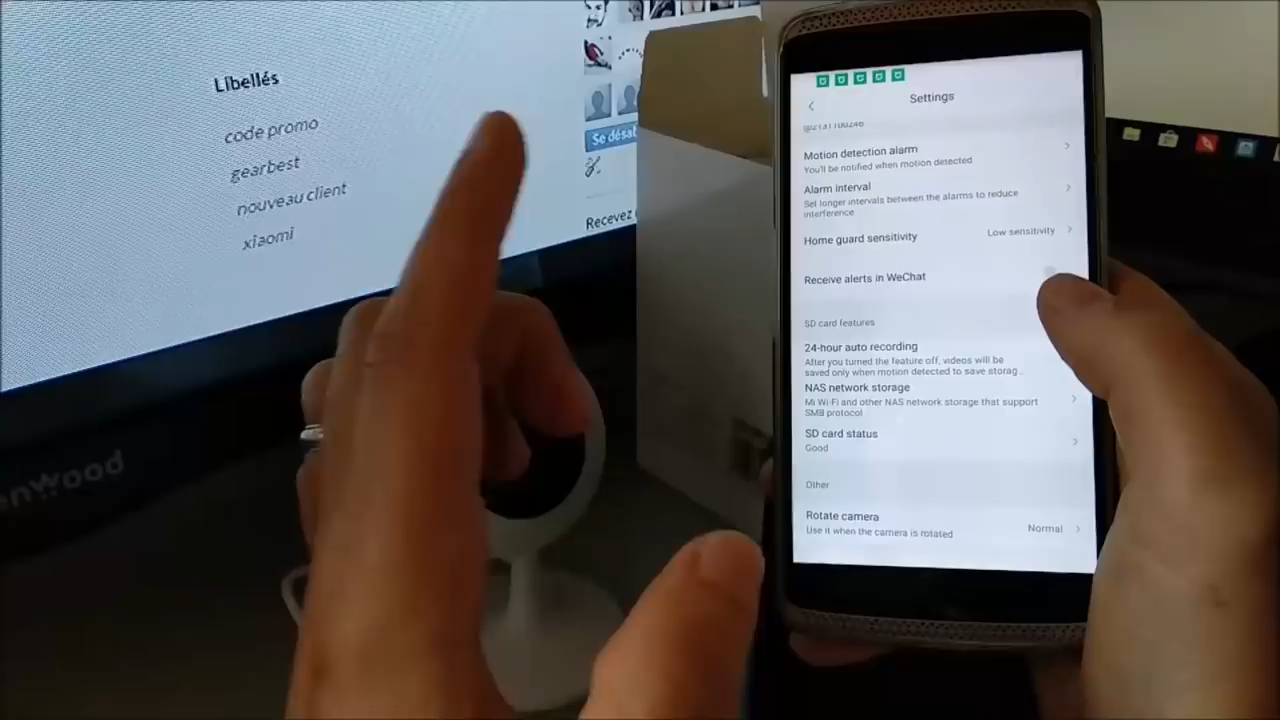 Libellés
code promo
gearbest
nouveau client
xiaomi
Se désab
Recevez
enwood
Settings
Motion detection alarm
You'll be notified when motion detected
Alarm interval
Set longer intervals between the alarms to reduce
interference
Home guard sensitivity
Low sensitivity
Receive alerts in WeChat
SD card features
24-hour auto recording
After you turned the feature off, videos will be
saved only when motion detected to save storag...
NAS network storage
Mi Wi-Fi and other NAS network storage that support
SMB protocol
SD card status
Good
Other
Rotate camera
Use it when the camera is rotated
Normal